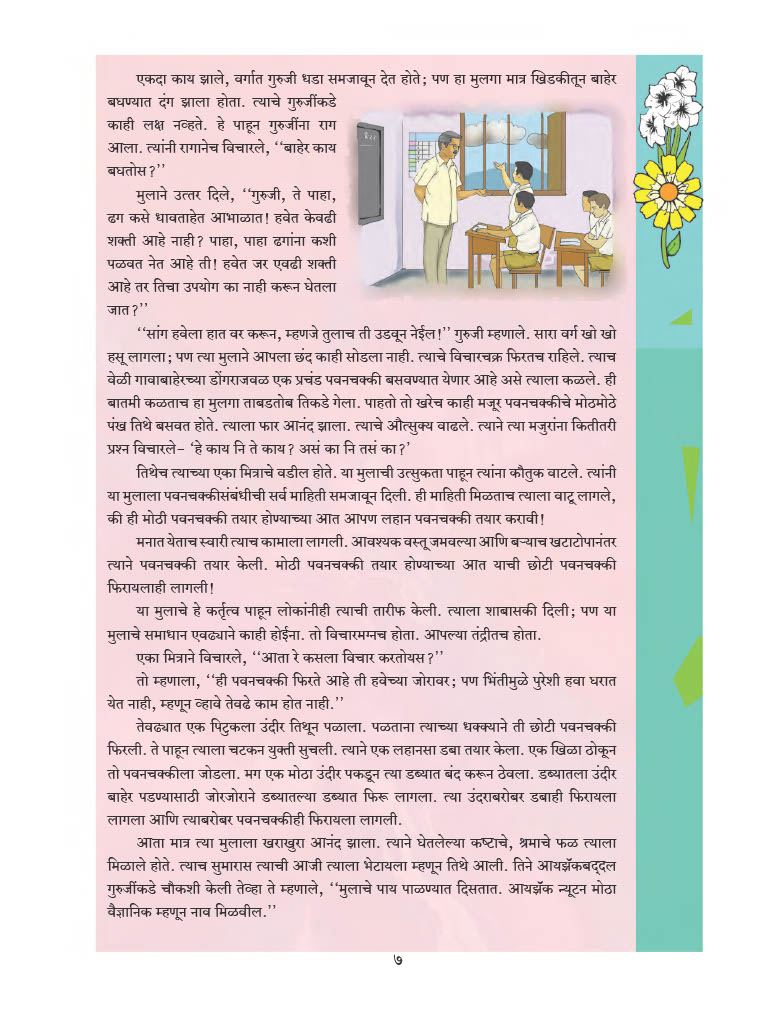 एकदा काय झाले, वर्गात गुरुजी धडा समजावून देत होते; पण हा मुलगा मात्र खिडकीतून बाहेर
बघण्यात दंग झाला होता. त्याचे गुरुजींकडे
काही लक्ष नव्हते. हे पाहून गुरुजींना राग
आला. त्यांनी रागानेच विचारले, ‘‘बाहेर काय
बघतोस?’’
मुलाने उत्तर दिले, ‘‘गुरुजी, ते पाहा,
ढग कसे धावताहेत आभाळात! हवेत केवढी
शक्ती आहे नाही? पाहा, पाहा ढगांना कशी
पळवत नेत आहे ती! हवेत जर एवढी शक्ती
आहे तर तिचा उपयोग का नाही करून घेतला
जात?’’
‘‘सांग हवेला हात वर करून, म्हणजे तुलाच ती उडवून नेईल!’’ गुरुजी म्हणाले. सारा वर्ग खो खो
हसू लागला; पण त्या मुलाने आपला छंद काही सोडला नाही. त्याचे विचारचक्र फिरतच राहिले. त्याच
वेळी गावाबाहेरच्या डोंगराजवळ एक प्रचंड पवनचक्की बसवण्यात येणार आहे असे त्याला कळले. ही
बातमी कळताच हा मुलगा ताबडतोब तिकडे गेला. पाहतो तो खरेच काही मजूर पवनचक्कीचे मोठमोठे
पंख तिथे बसवत होते. त्याला फार आनंद झाला. त्याचे औत्सुक्य वाढले. त्याने त्या मजुरांना कितीतरी
प्रश्न विचारले- ‘हे काय नि ते काय? असं का नि तसं का?’
तिथेच त्याच्या एका मित्राचे वडील होते. या मुलाची उत्सुकता पाहून त्यांना कौतुक वाटले. त्यांनी
या मुलाला पवनचक्कीसंबंधीची सर्व माहिती समजावून दिली. ही माहिती मिळताच त्याला वाटू लागले,
की ही मोठी पवनचक्की तयार होण्याच्या आत आपण लहान पवनचक्की तयार करावी!
मनात येताच स्वारी त्याच कामाला लागली. आवश्यक वस्तू जमवल्या आणि बऱ्याच खटाटोपानंतर
त्याने पवनचक्की तयार केली. मोठी पवनचक्की तयार होण्याच्या आत याची छोटी पवनचक्की
फिरायलाही लागली!
या मुलाचे हे कर्तृत्व पाहून लोकांनीही त्याची तारीफ केली. त्याला शाबासकी दिली; पण या
मुलाचे समाधान एवढ्याने काही होईना. तो विचारमग्नच होता. आपल्या तंद्रीतच होता.
एका मित्राने विचारले, ‘‘आता रे कसला विचार करतोयस?’’
तो म्हणाला, ‘‘ही पवनचक्की फिरते आहे ती हवेच्या जोरावर; पण भिंतीमुळे पुरेशी हवा घरात
येत नाही, म्हणून व्हावे तेवढे काम होत नाही.’’
तेवढ्यात एक पिटुकला उंदीर तिथून पळाला. पळताना त्याच्या धक्क्याने ती छोटी पवनचक्की
फिरली. ते पाहून त्याला चटकन युक्ती सुचली. त्याने एक लहानसा डबा तयार केला. एक खिळा ठोकून
तो पवनचक्कीला जोडला. मग एक मोठा उंदीर पकडून त्या डब्यात बंद करून ठेवला. डब्यातला उंदीर
बाहेर पडण्यासाठी जोरजोराने डब्यातल्या डब्यात फिरू लागला. त्या उंदराबरोबर डबाही फिरायला
लागला आणि त्याबरोबर पवनचक्कीही फिरायला लागली.
आता मात्र त्या मुलाला खराखुरा आनंद झाला. त्याने घेतलेल्या कष्टाचे, श्रमाचे फळ त्याला
मिळाले होते. त्याच सुमारास त्याची आजी त्याला भेटायला म्हणून तिथे आली. तिने आयझॅकबद्दल
गुरुजींकडे चौकशी केली तेव्हा ते म्हणाले, ‘‘मुलाचे पाय पाळण्यात दिसतात. आयझॅक न्यूटन मोठा
वैज्ञानिक म्हणून नाव मिळवील.’’
७